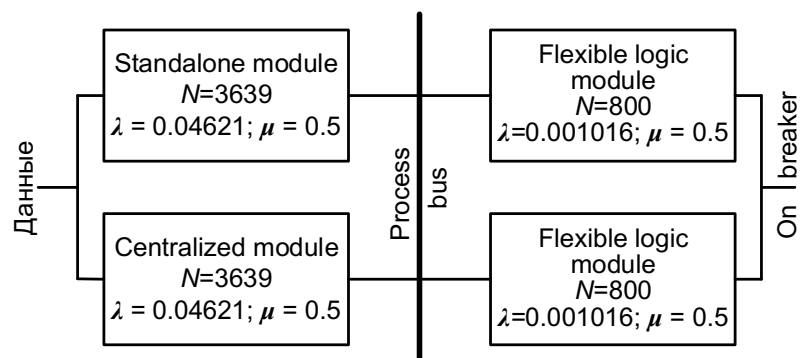 Данные
Standalone module
N=3639
λ = 0.04621; μ = 0.5
Centralized module
N=3639
λ = 0.04621; μ = 0.5
Process
bus
Flexible logic
module
N=800
λ=0.001016; μ = 0.5
Flexible logic
module
N=800
λ=0.001016; μ = 0.5
On breaker